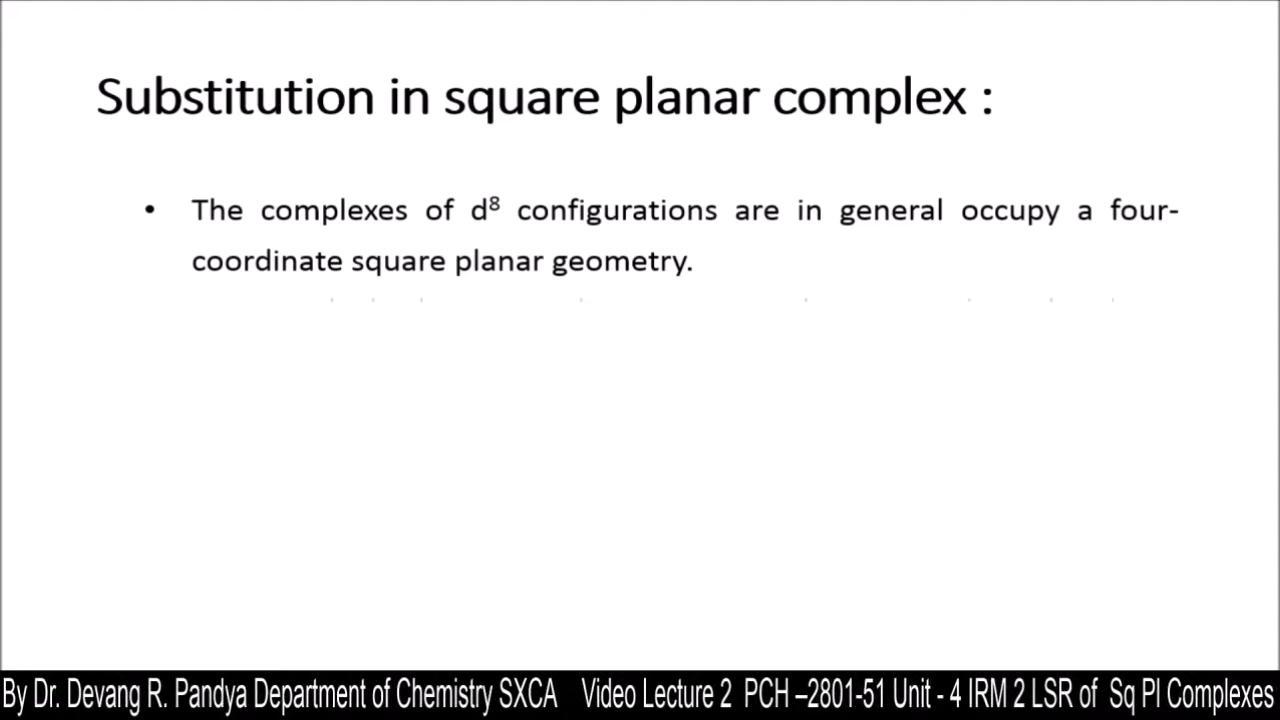 Substitution in square planar complex :
• The complexes of d⁸ configurations are in general occupy a four-
coordinate square planar geometry.
By Dr. Devang R. Pandya Department of Chemistry SXCA Video Lecture 2 PCH –2801-51 Unit - 4 IRM 2 LSR of Sq Pl Complexes